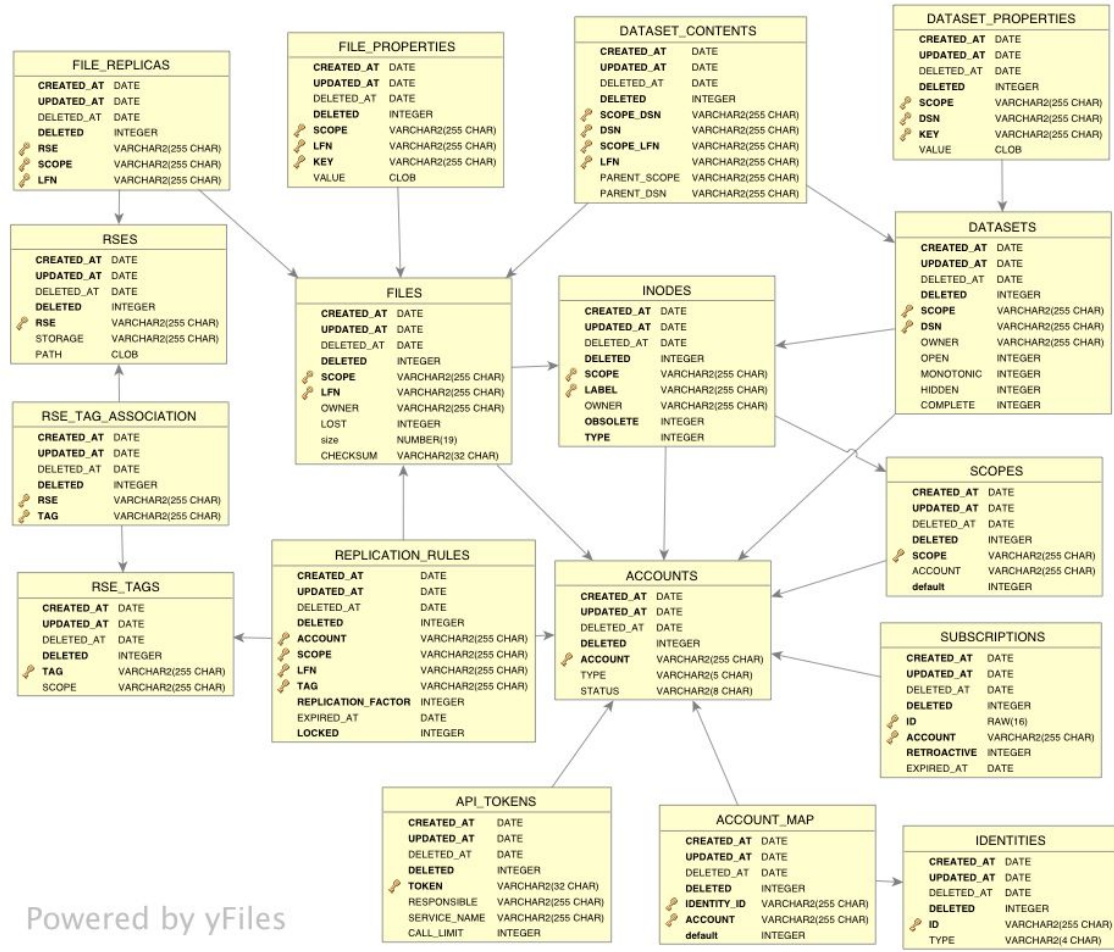 FILE_REPLICAS
CREATED_AT DATE
UPDATED_AT DATE
DELETED_AT DATE
DELETED INTEGER
RSE VARCHAR2(255 CHAR)
SCOPE VARCHAR2(255 CHAR)
LFN VARCHAR2(255 CHAR)
FILE_PROPERTIES
CREATED_AT DATE
UPDATED_AT DATE
DELETED_AT DATE
DELETED INTEGER
SCOPE VARCHAR2(255 CHAR)
LFN VARCHAR2(255 CHAR)
KEY VARCHAR2(255 CHAR)
VALUE CLOB
DATASET_CONTENTS
CREATED_AT DATE
UPDATED_AT DATE
DELETED_AT DATE
DELETED INTEGER
SCOPE_DSN VARCHAR2(255 CHAR)
DSN VARCHAR2(255 CHAR)
SCOPE_LFN VARCHAR2(255 CHAR)
LFN VARCHAR2(255 CHAR)
PARENT_SCOPE VARCHAR2(255 CHAR)
PARENT_DSN VARCHAR2(255 CHAR)
DATASET_PROPERTIES
CREATED_AT DATE
UPDATED_AT DATE
DELETED_AT DATE
DELETED INTEGER
SCOPE VARCHAR2(255 CHAR)
DSN VARCHAR2(255 CHAR)
KEY VARCHAR2(255 CHAR)
VALUE CLOB
RSES
CREATED_AT DATE
UPDATED_AT DATE
DELETED_AT DATE
DELETED INTEGER
RSE VARCHAR2(255 CHAR)
STORAGE VARCHAR2(255 CHAR)
PATH CLOB
FILES
CREATED_AT DATE
UPDATED_AT DATE
DELETED_AT DATE
DELETED INTEGER
SCOPE VARCHAR2(255 CHAR)
LFN VARCHAR2(255 CHAR)
OWNER VARCHAR2(255 CHAR)
LOST INTEGER
size NUMBER(19)
CHECKSUM VARCHAR2(32 CHAR)
INODES
CREATED_AT DATE
UPDATED_AT DATE
DELETED_AT DATE
DELETED INTEGER
SCOPE VARCHAR2(255 CHAR)
LABEL VARCHAR2(255 CHAR)
OWNER VARCHAR2(255 CHAR)
OBSOLETE INTEGER
TYPE INTEGER
DATASETS
CREATED_AT DATE
UPDATED_AT DATE
DELETED_AT DATE
DELETED INTEGER
SCOPE VARCHAR2(255 CHAR)
DSN VARCHAR2(255 CHAR)
OWNER VARCHAR2(255 CHAR)
OPEN INTEGER
MONOTONIC INTEGER
HIDDEN INTEGER
COMPLETE INTEGER
RSE_TAG_ASSOCIATION
CREATED_AT DATE
UPDATED_AT DATE
DELETED_AT DATE
DELETED INTEGER
RSE VARCHAR2(255 CHAR)
TAG VARCHAR2(255 CHAR)
SCOPES
CREATED_AT DATE
UPDATED_AT DATE
DELETED_AT DATE
DELETED INTEGER
SCOPE VARCHAR2(255 CHAR)
ACCOUNT VARCHAR2(255 CHAR)
default INTEGER
RSE_TAGS
CREATED_AT DATE
UPDATED_AT DATE
DELETED_AT DATE
DELETED INTEGER
TAG VARCHAR2(255 CHAR)
SCOPE VARCHAR2(255 CHAR)
REPLICATION_RULES
CREATED_AT DATE
UPDATED_AT DATE
DELETED_AT DATE
DELETED INTEGER
ACCOUNT VARCHAR2(255 CHAR)
SCOPE VARCHAR2(255 CHAR)
LFN VARCHAR2(255 CHAR)
TAG VARCHAR2(255 CHAR)
REPLICATION_FACTOR INTEGER
EXPIRED_AT DATE
LOCKED INTEGER
ACCOUNTS
CREATED_AT DATE
UPDATED_AT DATE
DELETED_AT DATE
DELETED INTEGER
ACCOUNT VARCHAR2(255 CHAR)
TYPE VARCHAR2(5 CHAR)
STATUS VARCHAR2(8 CHAR)
SUBSCRIPTIONS
CREATED_AT DATE
UPDATED_AT DATE
DELETED_AT DATE
DELETED INTEGER
ID RAW(16)
ACCOUNT VARCHAR2(255 CHAR)
RETROACTIVE INTEGER
EXPIRED_AT DATE
API_TOKENS
CREATED_AT DATE
UPDATED_AT DATE
DELETED_AT DATE
DELETED INTEGER
TOKEN VARCHAR2(32 CHAR)
RESPONSIBLE VARCHAR2(255 CHAR)
SERVICE_NAME VARCHAR2(255 CHAR)
CALL_LIMIT INTEGER
ACCOUNT_MAP
CREATED_AT DATE
UPDATED_AT DATE
DELETED_AT DATE
DELETED INTEGER
IDENTITY_ID VARCHAR2(255 CHAR)
ACCOUNT VARCHAR2(255 CHAR)
default INTEGER
IDENTITIES
CREATED_AT DATE
UPDATED_AT DATE
DELETED_AT DATE
DELETED INTEGER
ID VARCHAR2(255 CHAR)
TYPE VARCHAR2(4 CHAR)
Powered by yFiles